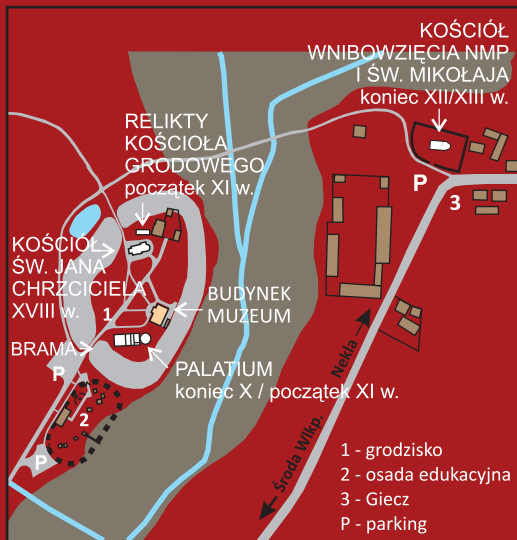 KOŚCIÓŁ
WNIBOWZIĘCIA NMP
I ŚW. MIKOŁAJA
koniec XII/XIII w.
RELIKTY
KOŚCIOŁA
GRODOWEGO
początek XI w.
P
3
KOŚCIÓŁ
ŚW. JANA
CHRZCICIELA
XVIII w.
1
BUDYNEK
MUZEUM
BRAMA
P
PALATIUM
koniec X / początek XI w.
Nekla
2
P
Środa Wlkp.
1 - grodzisko
2 - osada edukacyjna
3 - Giecz
P - parking